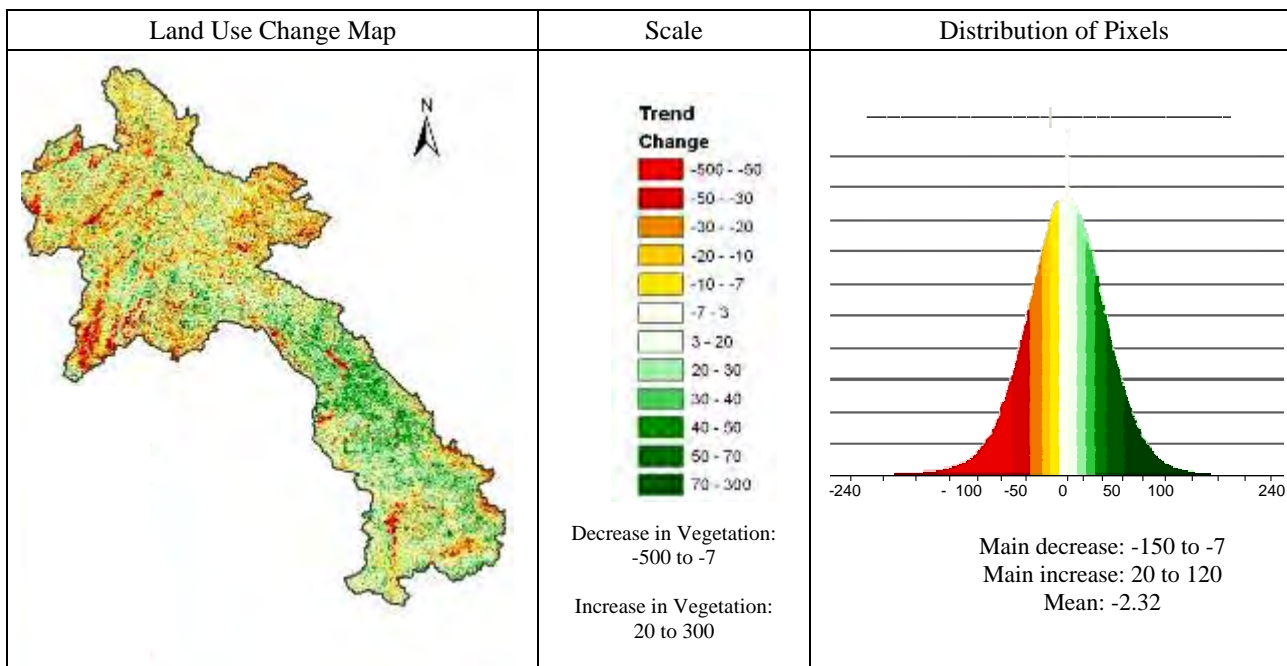 Land Use Change Map
Scale
Distribution of Pixels
N
Trend
Change
-500 - -50
-50 - -30
-30 - -20
-20 - -10
-10 - -7
-7 - 3
3 - 20
20 - 30
30 - 40
40 - 50
50 - 70
70 - 300
Decrease in Vegetation:
-500 to -7
Increase in Vegetation:
20 to 300
-240 - 100 -50 0 50 100 240
Main decrease: -150 to -7
Main increase: 20 to 120
Mean: -2.32